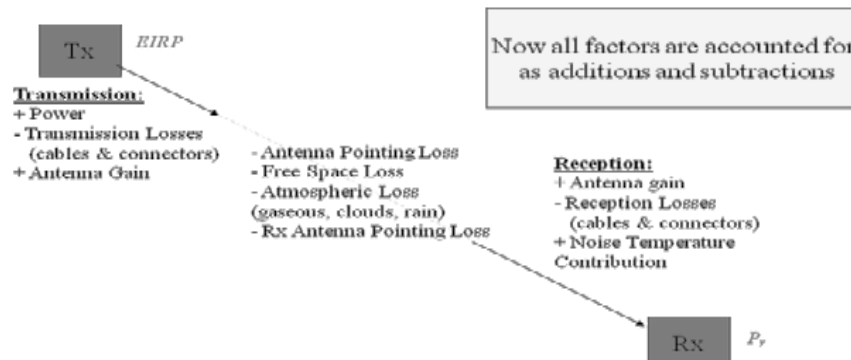 Tx
EIRP
Now all factors are accounted for
as additions and subtractions
Transmission:
+ Power
- Transmission Losses
(cables & connectors)
+ Antenna Gain
- Antenna Pointing Loss
- Free Space Loss
- Atmospheric Loss
(gaseous, clouds, rain)
- Rx Antenna Pointing Loss
Reception:
+ Antenna gain
- Reception Losses
(cables & connectors)
+ Noise Temperature
Contribution
Rx
Pr